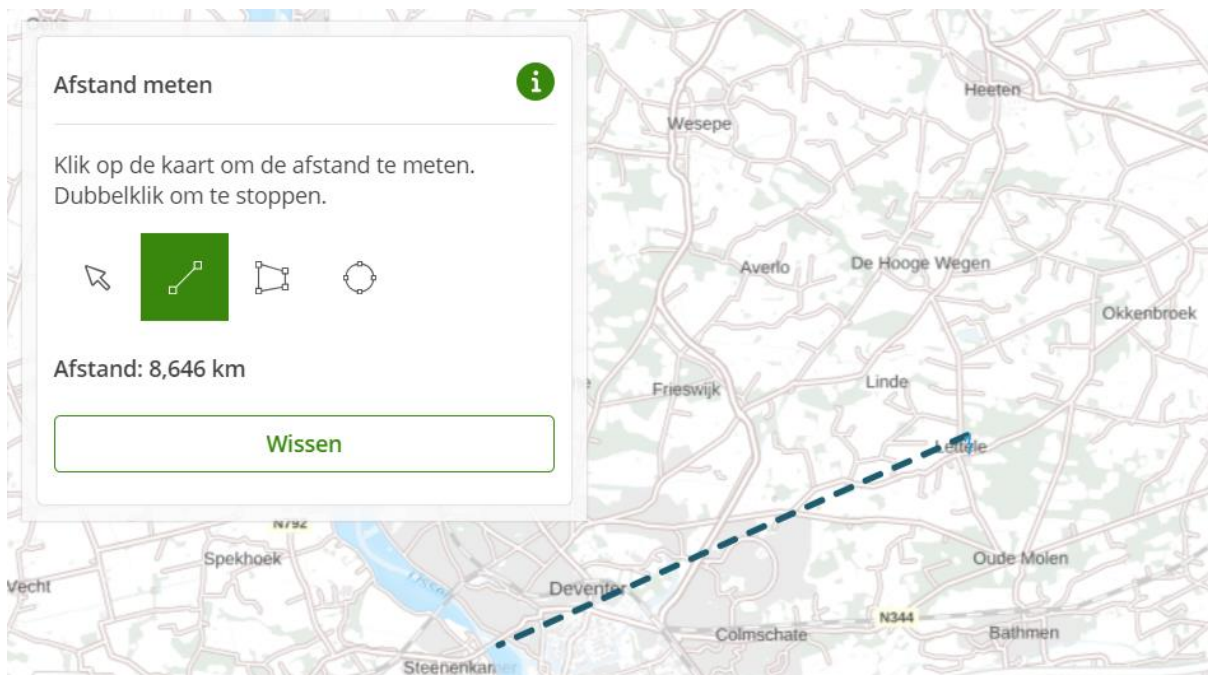 Afstand meten
i
Klik op de kaart om de afstand te meten.
Dubbelklik om te stoppen.
Afstand: 8,646 km
Wissen
Heeten
Wesepe
Averlo
De Hooge Wegen
Okkenbroek
Frieswijk
Linde
Lettele
N792
Spekhoek
Oude Molen
Vecht
IJssel
Deventer
N344
Colmschate
Bathmen
Steenenkamer